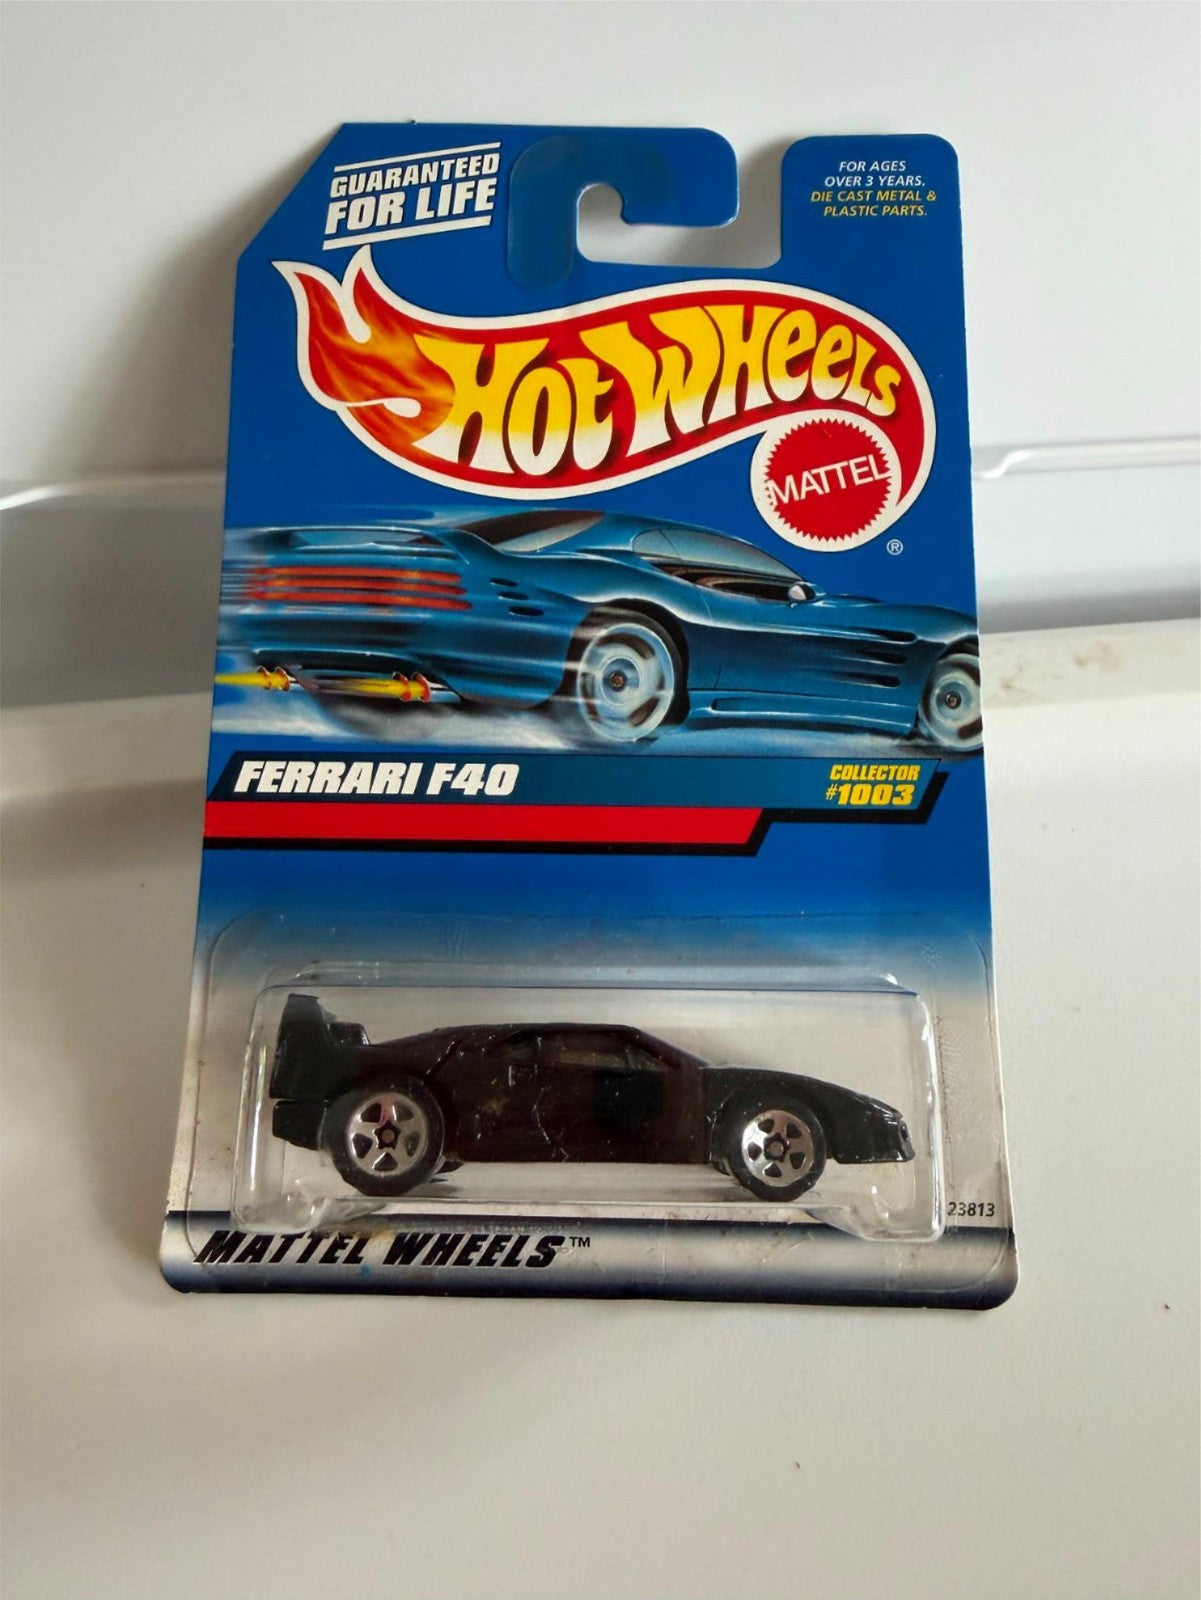 GUARANTEED
FOR LIFE
FOR AGES
OVER 3 YEARS.
DIE CAST METAL &
PLASTIC PARTS.
HOT WHEELS
MATTEL
®
FERRARI F40
COLLECTOR
#1003
23813
MATTEL WHEELS™